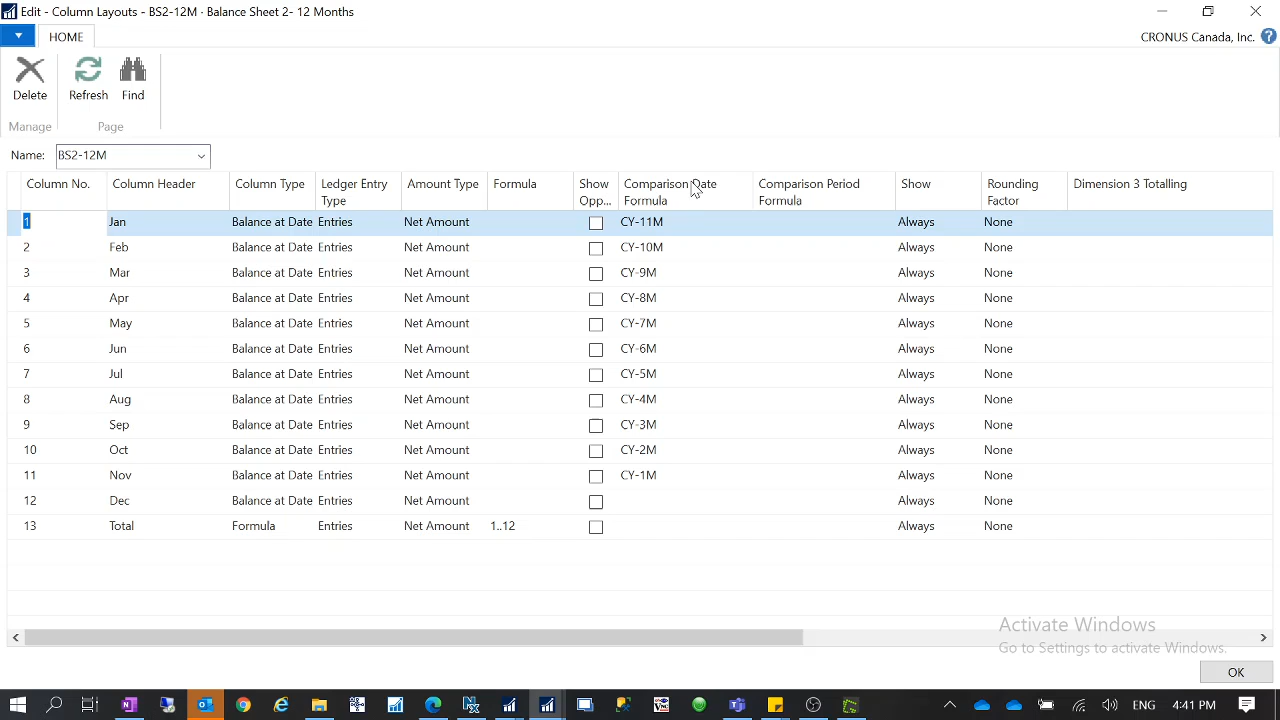 Edit - Column Layouts - BS2-12M · Balance Sheet 2- 12 Months
HOME
CRONUS Canada, Inc.
?
Delete
Refresh
Find
Manage
Page
Name:
BS2-12M
Column No. Column Header Column Type Ledger Entry Type Amount Type Formula Show Opp... Comparison Date Formula Comparison Period Formula Show Rounding Factor Dimension 3 Totalling
1 Jan Balance at Date Entries Net Amount CY-11M Always None
2 Feb Balance at Date Entries Net Amount CY-10M Always None
3 Mar Balance at Date Entries Net Amount CY-9M Always None
4 Apr Balance at Date Entries Net Amount CY-8M Always None
5 May Balance at Date Entries Net Amount CY-7M Always None
6 Jun Balance at Date Entries Net Amount CY-6M Always None
7 Jul Balance at Date Entries Net Amount CY-5M Always None
8 Aug Balance at Date Entries Net Amount CY-4M Always None
9 Sep Balance at Date Entries Net Amount CY-3M Always None
10 Oct Balance at Date Entries Net Amount CY-2M Always None
11 Nov Balance at Date Entries Net Amount CY-1M Always None
12 Dec Balance at Date Entries Net Amount Always None
13 Total Formula Entries Net Amount 1..12 Always None
Activate Windows
Go to Settings to activate Windows.
OK
ENG 4:41 PM